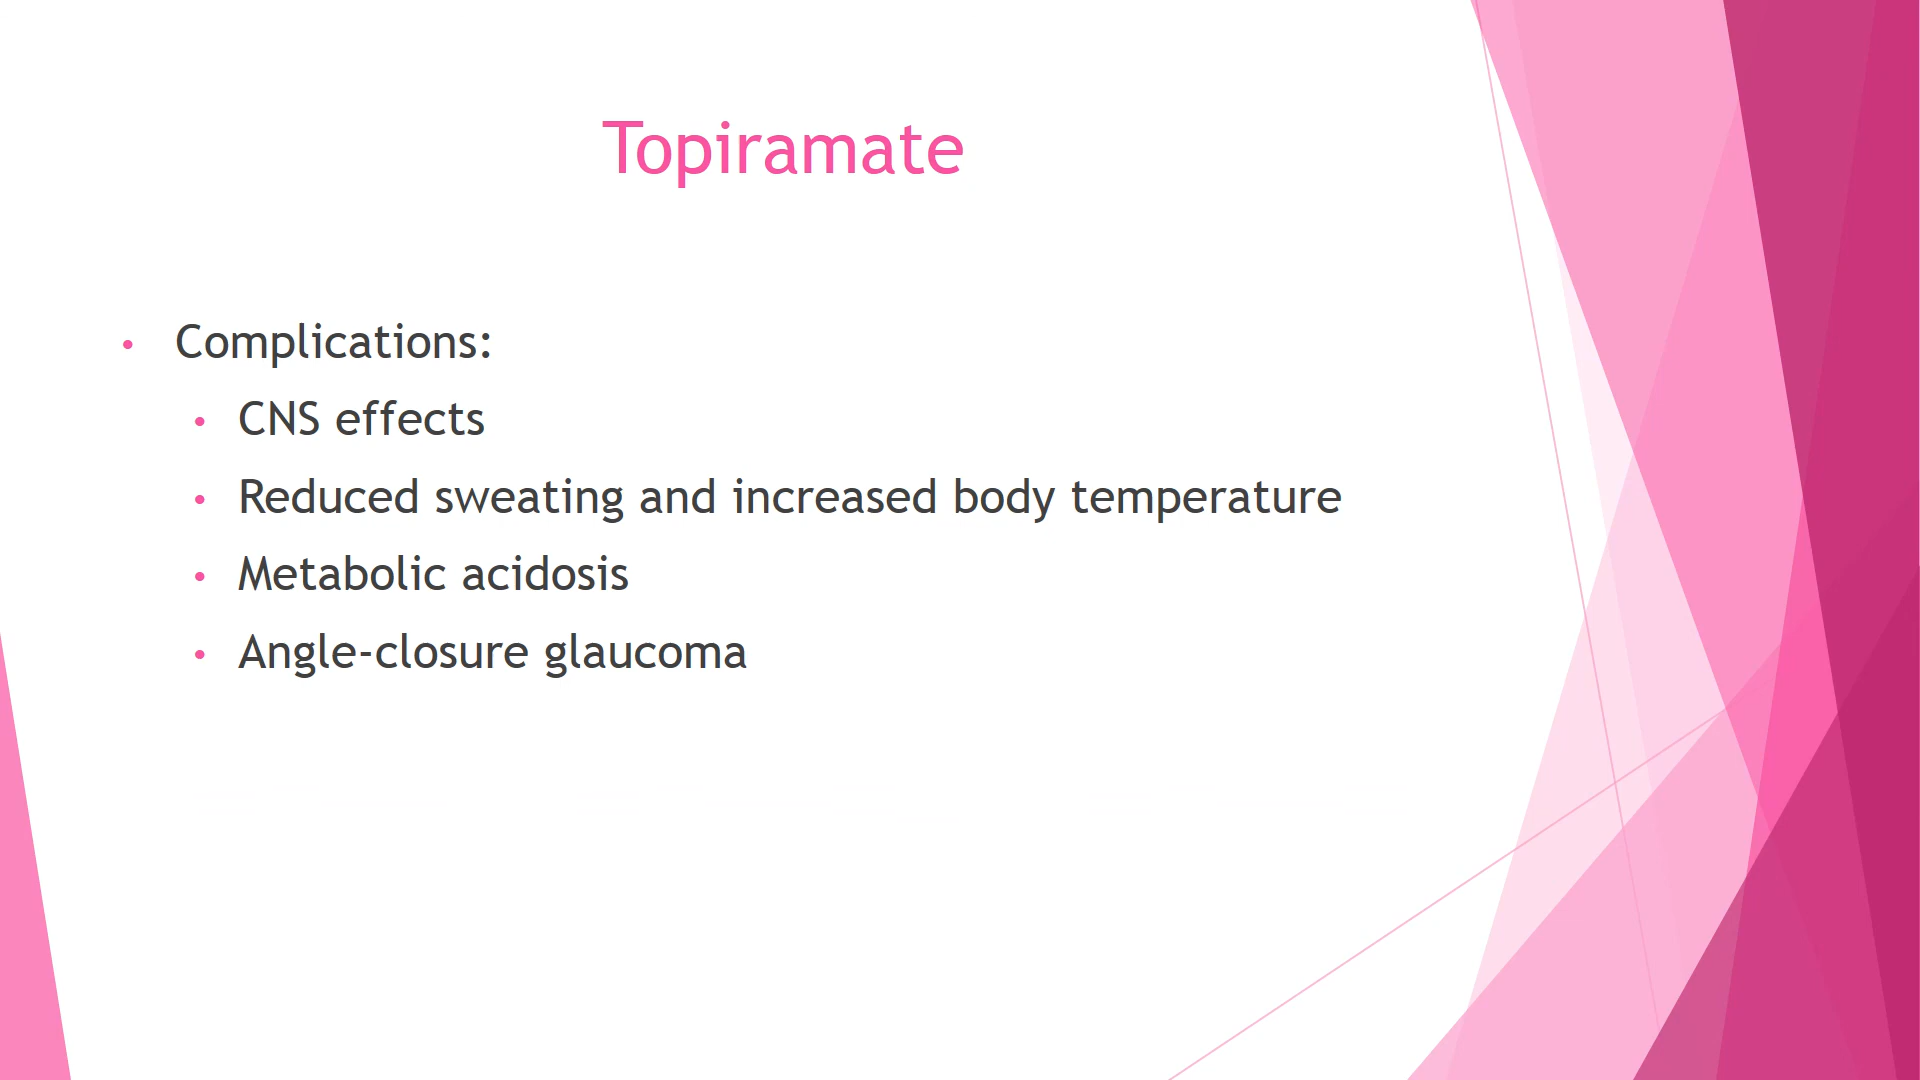 Topiramate
• Complications:
• CNS effects
• Reduced sweating and increased body temperature
• Metabolic acidosis
• Angle-closure glaucoma